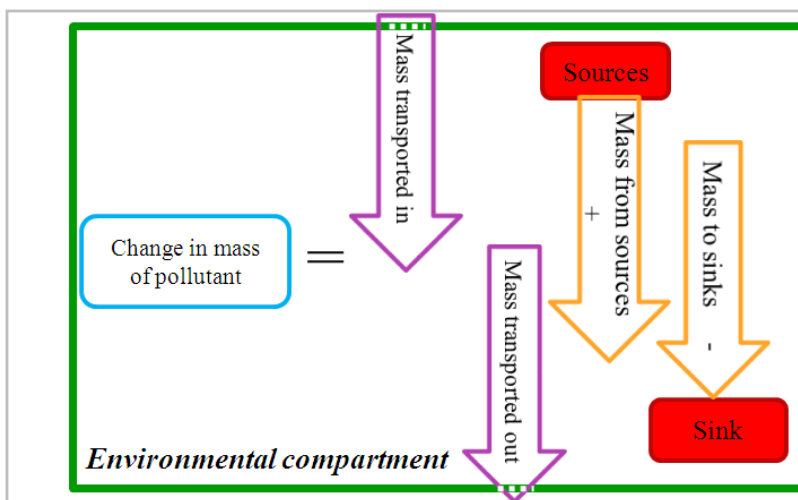 Mass transported in
Sources
Mass from sources
+
Mass to sinks -
Change in mass
of pollutant
=
Mass transported out
Sink
Environmental compartment